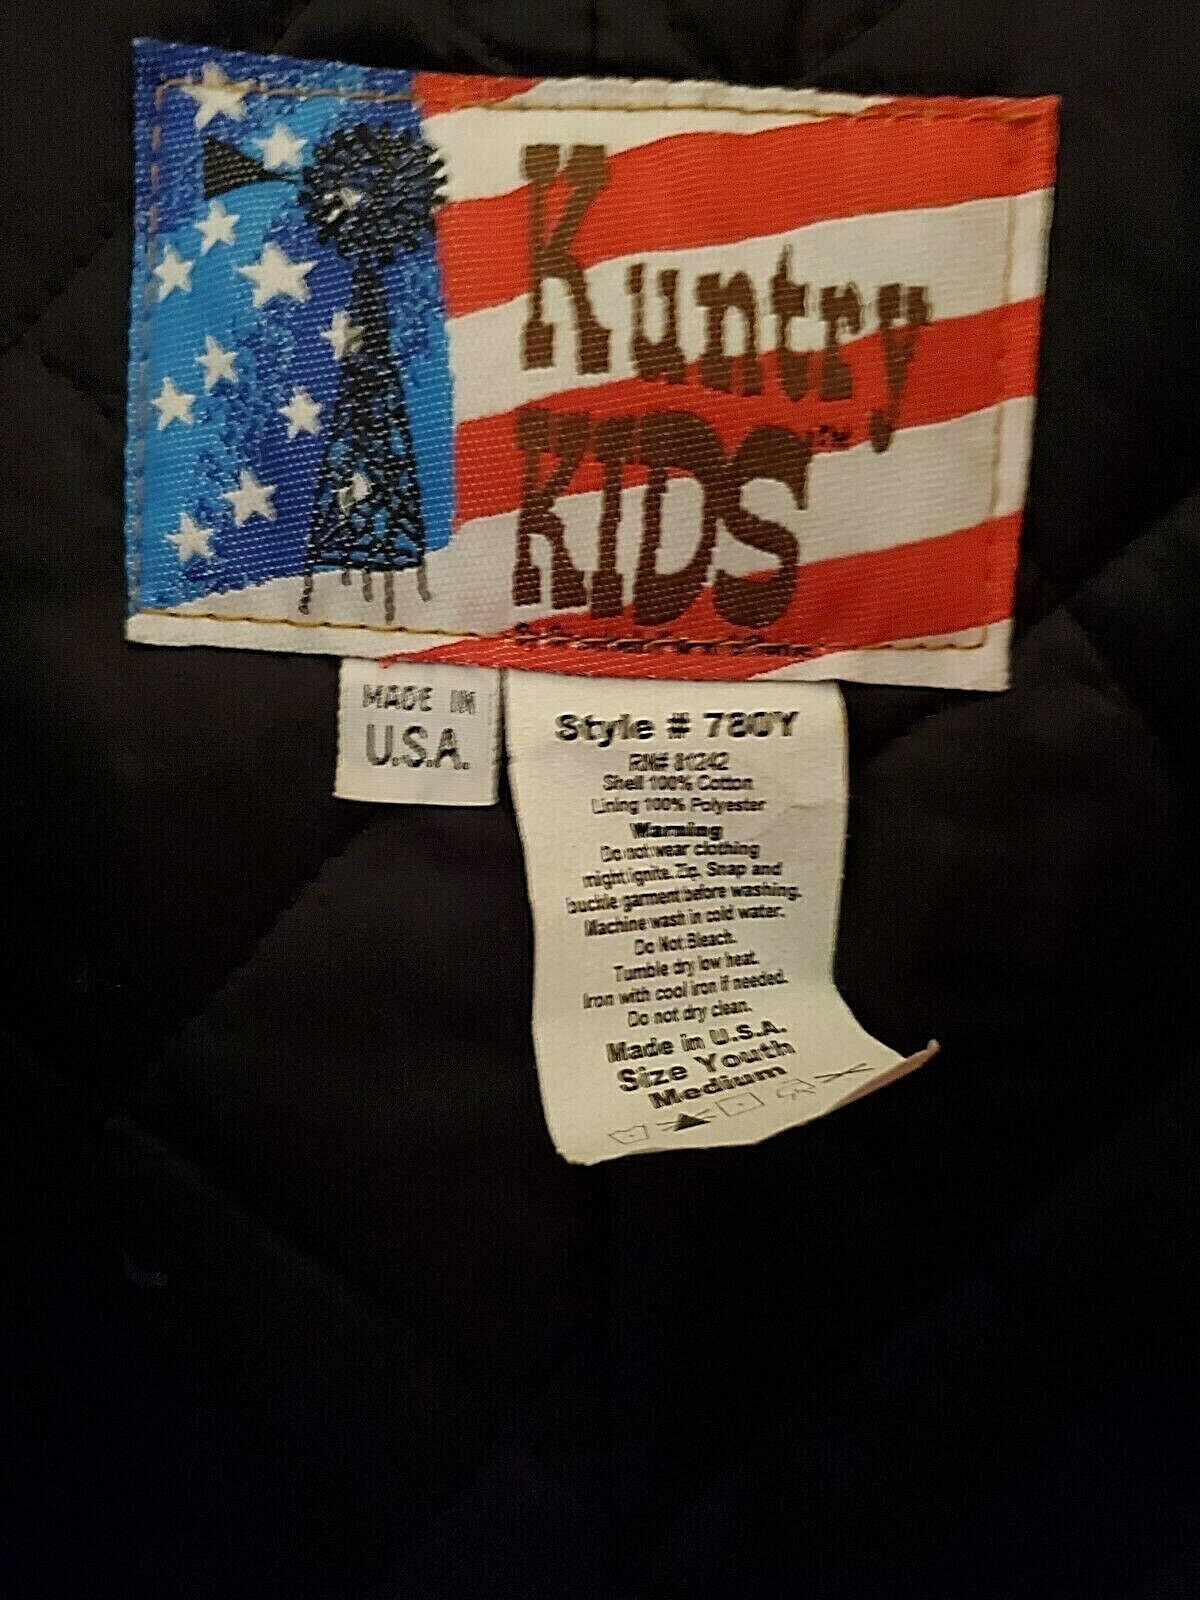 Kuntry
KIDS™
MADE IN
U.S.A.
Style # 780Y
RN# 81242
Shell 100% Cotton
Lining 100% Polyester
Warning
Do not wear clothing
might ignite. Zip, Snap and
buckle garment before washing.
Machine wash in cold water.
Do Not Bleach.
Tumble dry low heat.
Iron with cool iron if needed.
Do not dry clean.
Made in U.S.A.
Size Youth
Medium